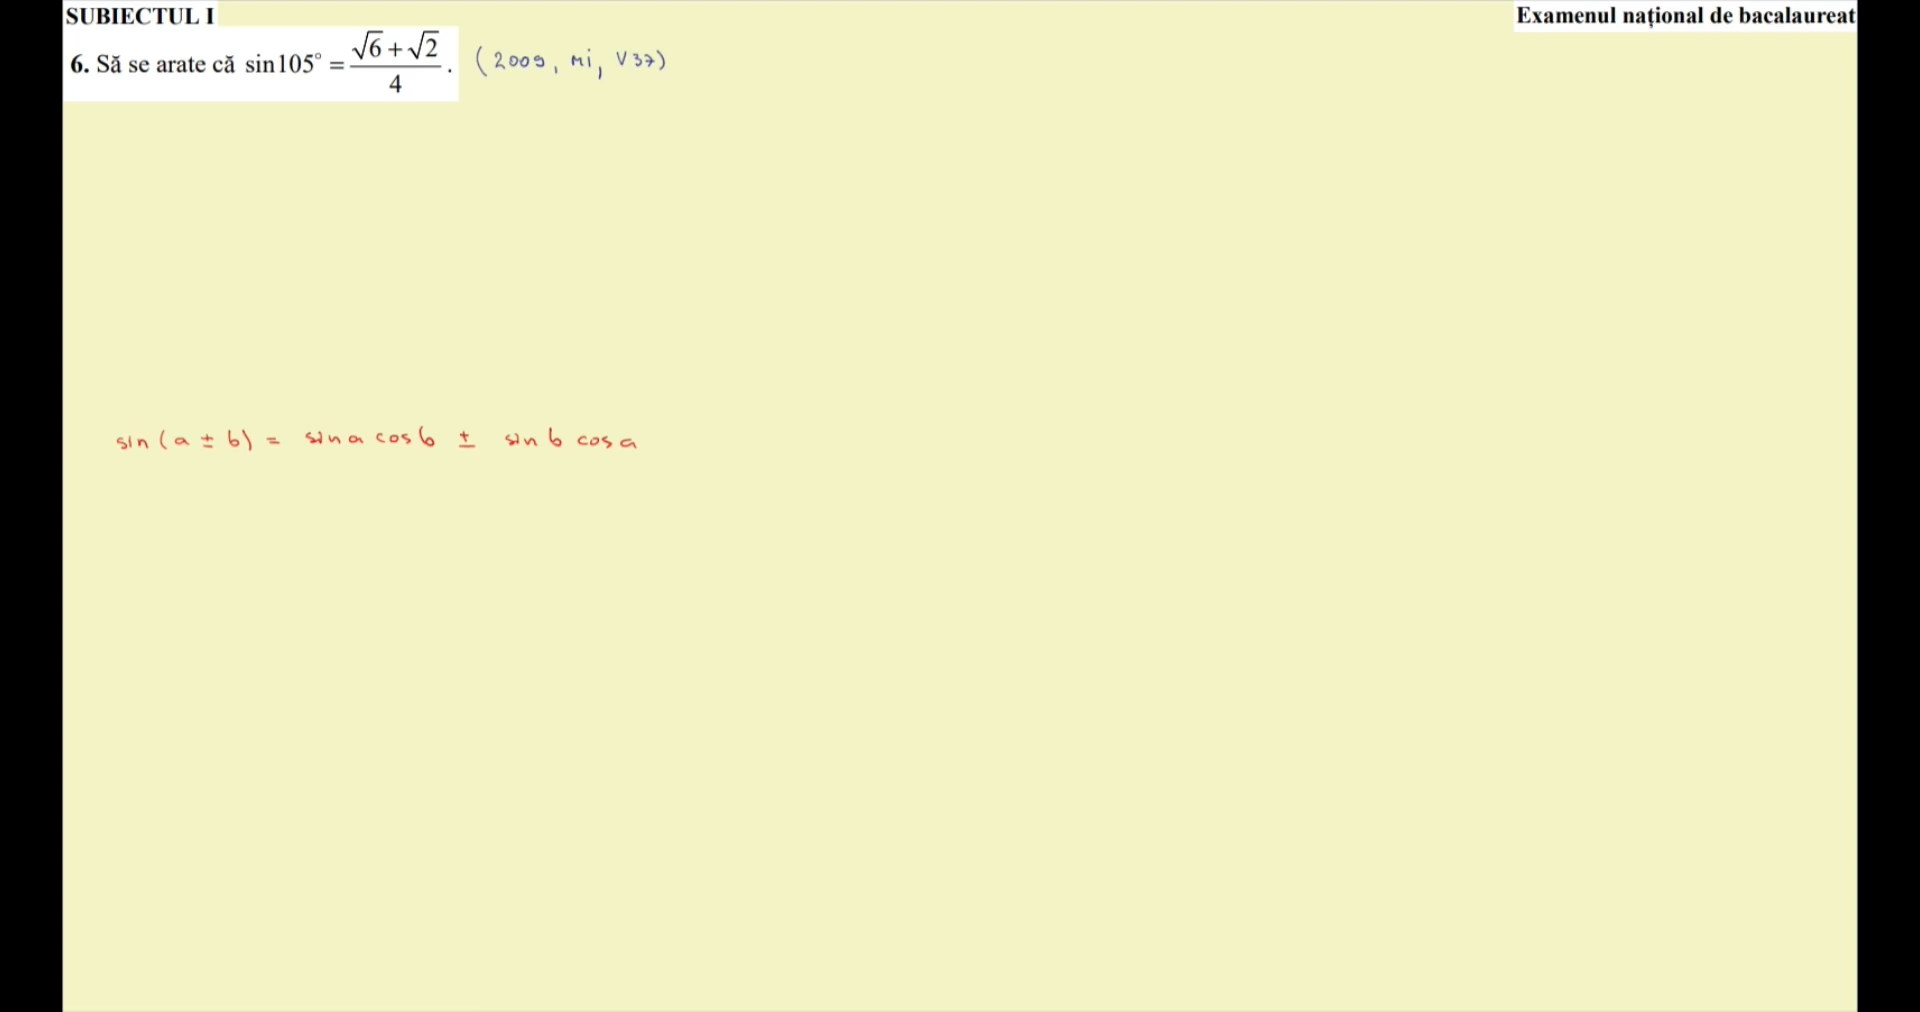 SUBIECTUL I
Examenul național de bacalaureat
6. Să se arate că sin105° = (√6+√2)/4 . (2009, M1, V37)
sin(a ± b) = sin a cos b ± sin b cos a